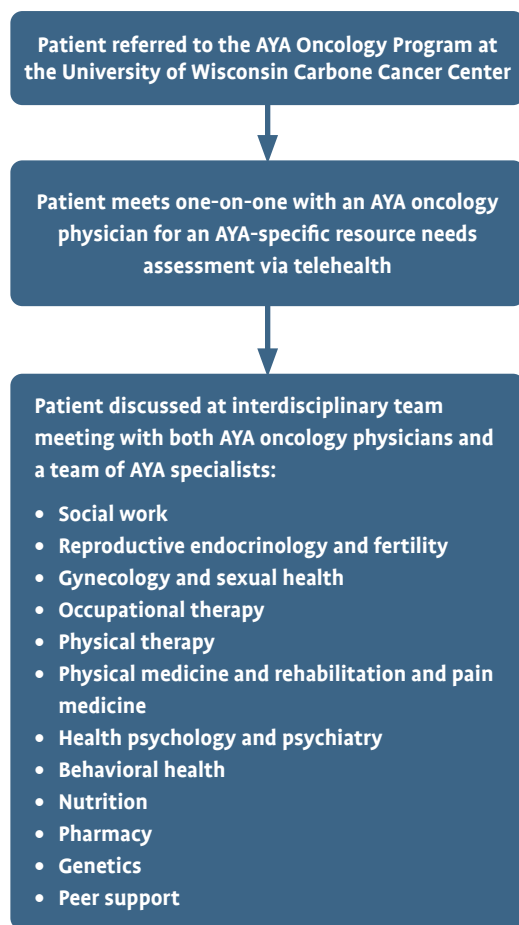 Patient referred to the AYA Oncology Program at
the University of Wisconsin Carbone Cancer Center
Patient meets one-on-one with an AYA oncology
physician for an AYA-specific resource needs
assessment via telehealth
Patient discussed at interdisciplinary team
meeting with both AYA oncology physicians and
a team of AYA specialists:
• Social work
• Reproductive endocrinology and fertility
• Gynecology and sexual health
• Occupational therapy
• Physical therapy
• Physical medicine and rehabilitation and pain
medicine
• Health psychology and psychiatry
• Behavioral health
• Nutrition
• Pharmacy
• Genetics
• Peer support